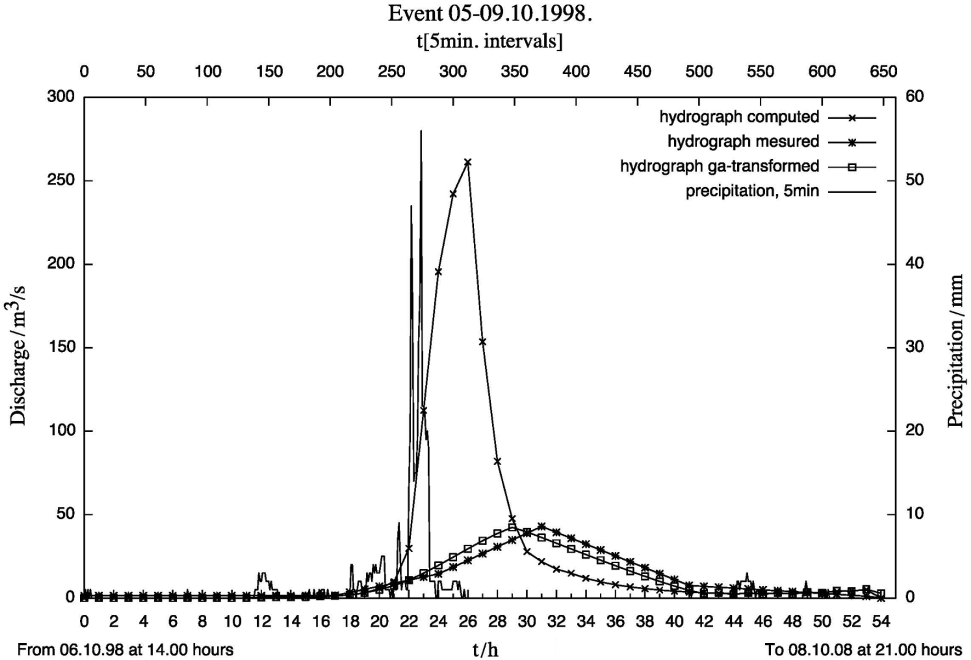 Event 05-09.10.1998.
t[5min. intervals]
0 50 100 150 200 250 300 350 400 450 500 550 600 650
300 60
hydrograph computed
hydrograph mesured
hydrograph ga-transformed
precipitation, 5min
250 50
200 40
150 30
100 20
50 10
0 0
Discharge/m³/s
Precipitation/mm
0 2 4 6 8 10 12 14 16 18 20 22 24 26 28 30 32 34 36 38 40 42 44 46 48 50 52 54
From 06.10.98 at 14.00 hours t/h To 08.10.08 at 21.00 hours